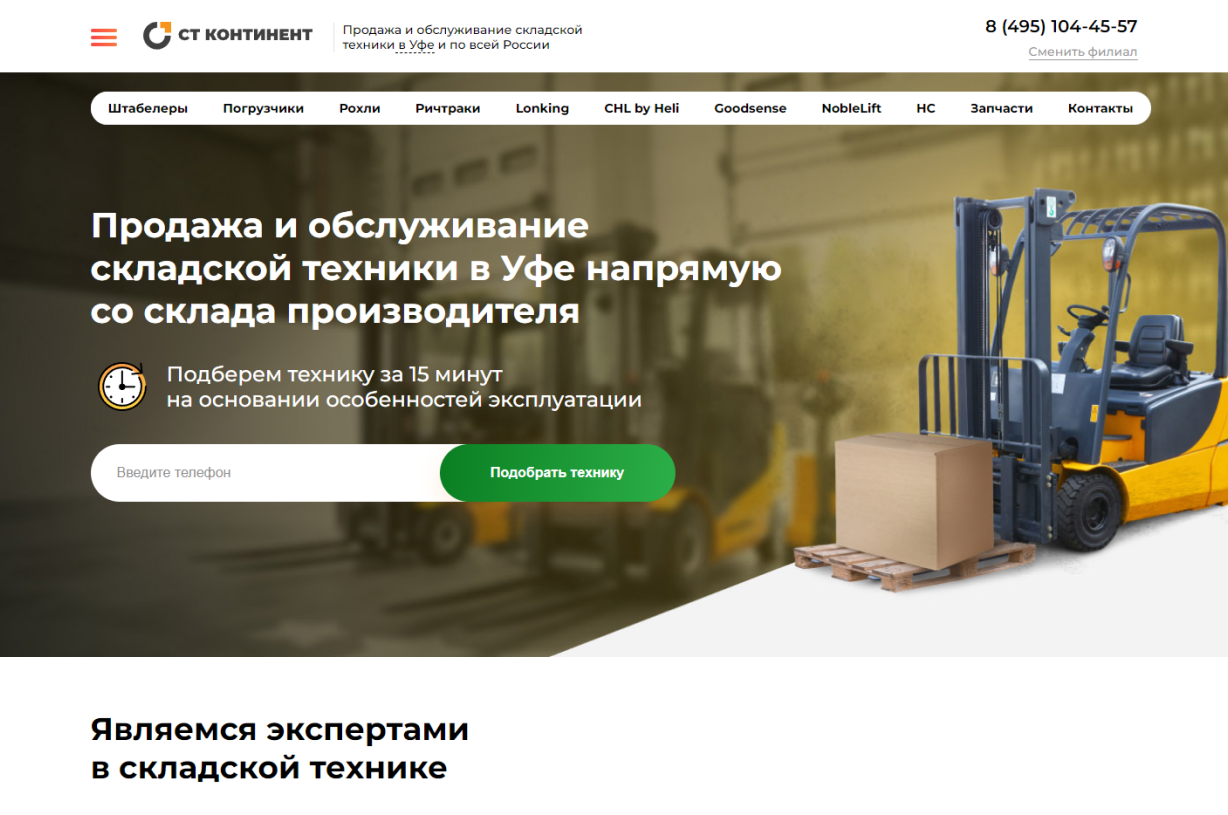 СТ КОНТИНЕНТ
Продажа и обслуживание складской
техники в Уфе и по всей России
8 (495) 104-45-57
Сменить филиал
Штабелеры Погрузчики Рохли Ричтраки Lonking CHL by Heli Goodsense NobleLift HC Запчасти Контакты
Продажа и обслуживание
складской техники в Уфе напрямую
со склада производителя
Подберем технику за 15 минут
на основании особенностей эксплуатации
Введите телефон
Подобрать технику
Являемся экспертами
в складской технике